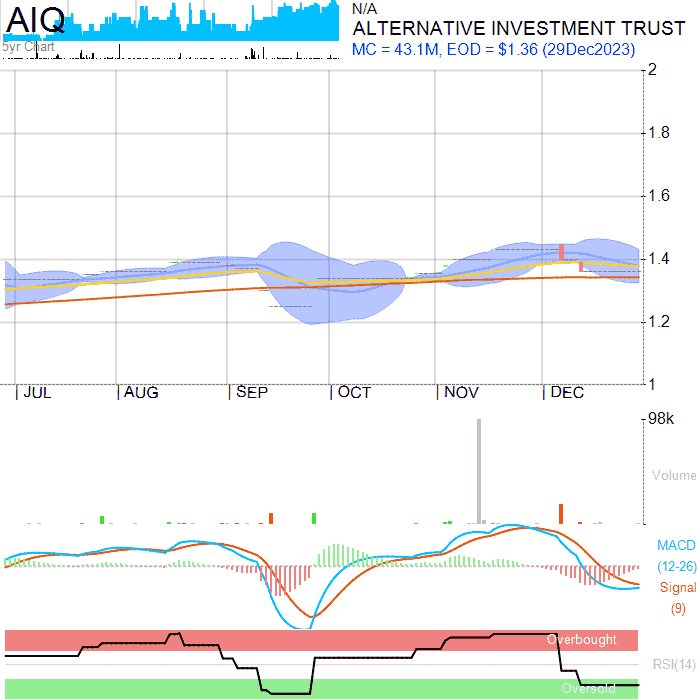 AIQ
5yr Chart
N/A
ALTERNATIVE INVESTMENT TRUST
MC = 43.1M, EOD = $1.36 (29Dec2023)
2
1.8
1.6
1.4
1.2
1
JUL AUG SEP OCT NOV DEC
98k
Volume
MACD
(12-26)
Signal
(9)
Overbought
RSI(14)
Oversold